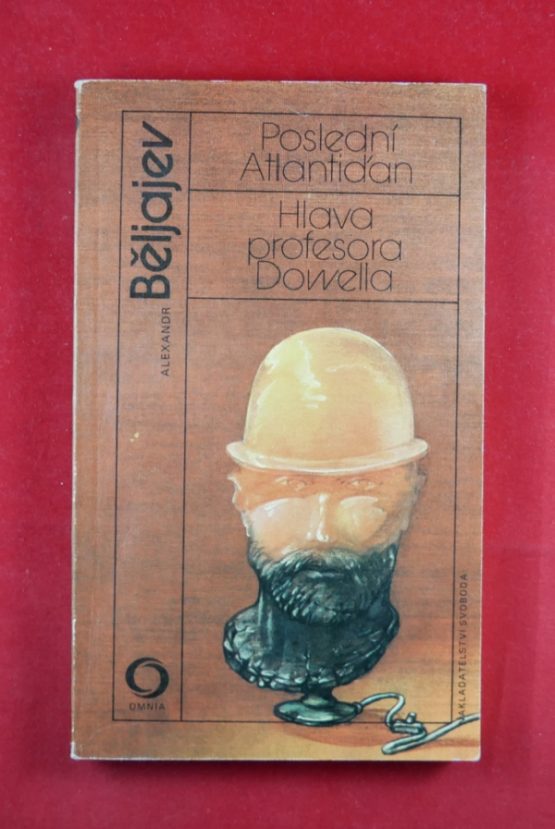 ALEXANDR
Běljajev
Poslední
Atlantiďan
Hlava
profesora
Dowella
OMNIA
NAKLADATELSTVÍ SVOBODA